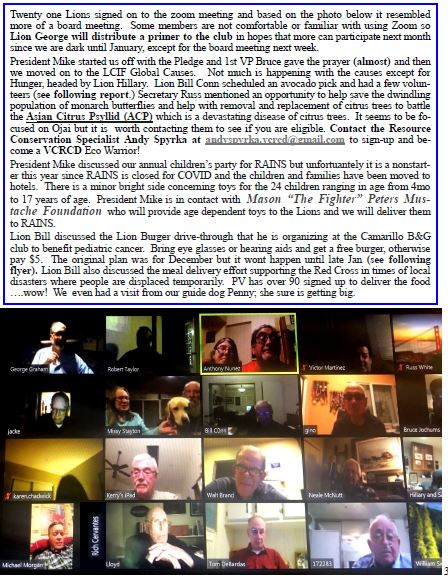 Twenty one Lions signed on to the zoom meeting and based on the photo below it resembled
more of a board meeting. Some members are not comfortable or familiar with using Zoom so
Lion George will distribute a primer to the club in hopes that more can participate next month
since we are dark until January, except for the board meeting next week.
President Mike started us off with the Pledge and 1st VP Bruce gave the prayer (almost) and then
we moved on to the LCIF Global Causes. Not much is happening with the causes except for
Hunger, headed by Lion Hillary. Lion Bill Conn scheduled an avocado pick and had a few volun-
teers (see following report.) Secretary Russ mentioned an opportunity to help save the dwindling
population of monarch butterflies and help with removal and replacement of citrus trees to battle
the Asian Citrus Psyllid (ACP) which is a devastating disease of citrus trees. It seems to be fo-
cused on Ojai but it is worth contacting them to see if you are eligible. Contact the Resource
Conservation Specialist Andy Spyrka at andyspyrka.vcrcd@gmail.com to sign-up and be-
come a VCRCD Eco Warrior!
President Mike discussed our annual children's party for RAINS but unfortuantely it is a nonstart-
er this year since RAINS is closed for COVID and the children and families have been moved to
hotels. There is a minor bright side concerning toys for the 24 children ranging in age from 4mo
to 17 years of age. President Mike is in contact with Mason "The Fighter" Peters Mus-
tache Foundation who will provide age dependent toys to the Lions and we will deliver them
to RAINS.
Lion Bill discussed the Lion Burger drive-through that he is organizing at the Camarillo B&G
club to benefit pediatric cancer. Bring eye glasses or hearing aids and get a free burger, otherwise
pay $5. The original plan was for December but it wont happen until late Jan (see following
flyer). Lion Bill also discussed the meal delivery effort supporting the Red Cross in times of local
disasters where people are displaced temporarily. PV has over 90 signed up to deliver the food
….wow! We even had a visit from our guide dog Penny; she sure is getting big.
George Graham
Robert Taylor
Anthony Nunez
Victor Martinez
Russ White
jackie
Missy Stayton
Bill COnn
gino
Bruce Jochums
karen.chadwick
Kerry's iPad
Walt Brand
Neale McNutt
Hillary and S
Michael Morgan
Rich Cervantes
Lloyd
Tom DeBardas
172283
William S